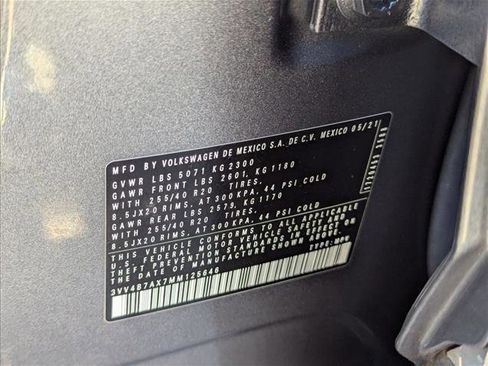 MFD BY VOLKSWAGEN DE MEXICO S.A. DE C.V. MEXICO 05/21
GVWR LBS 5071 KG 2300
GAWR FRONT LBS 2601, KG 1180
WITH 255/40 R20 TIRES,
8.5JX20 RIMS, AT 300 KPA, 44 PSI COLD
GAWR REAR LBS 2579, KG 1170
WITH 255/40 R20 TIRES,
8.5JX20 RIMS, AT 300 KPA, 44 PSI COLD
THIS VEHICLE CONFORMS TO ALL APPLICABLE
U.S. FEDERAL MOTOR VEHICLE SAFETY STANDARDS IN EFFECT ON THE
DATE OF MANUFACTURE SHOWN ABOVE.
3VV4B7AX7MM125646 TYPE: MPV